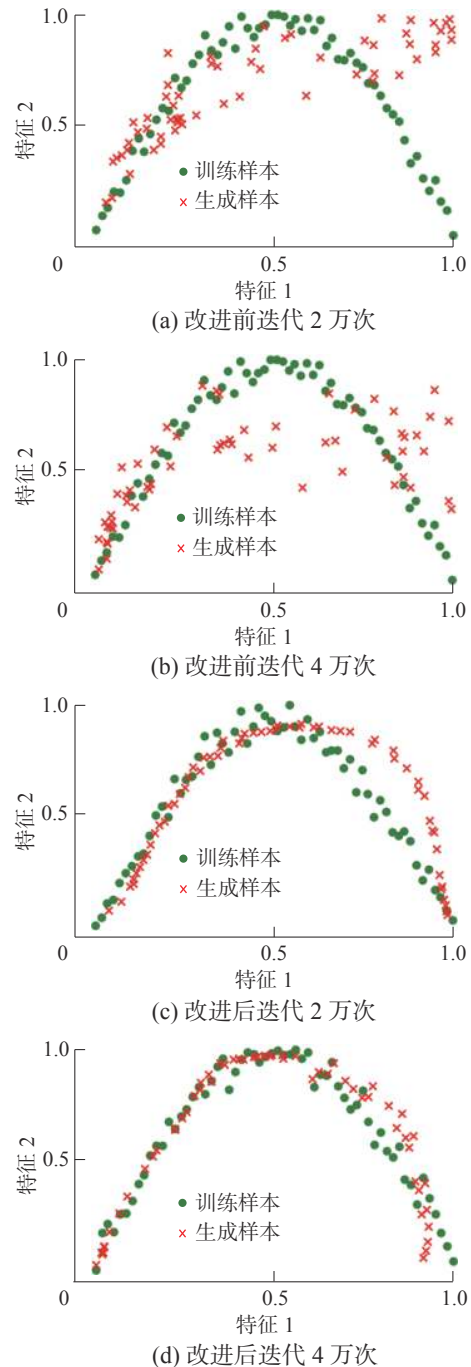 1.0
特征 2
0.5
训练样本
生成样本
0
0.5
1.0
特征 1
(a) 改进前迭代 2 万次
1.0
特征 2
0.5
训练样本
生成样本
0
0.5
1.0
特征 1
(b) 改进前迭代 4 万次
1.0
特征 2
0.5
训练样本
生成样本
0
0.5
1.0
特征 1
(c) 改进后迭代 2 万次
1.0
特征 2
0.5
训练样本
生成样本
0
0.5
1.0
特征 1
(d) 改进后迭代 4 万次